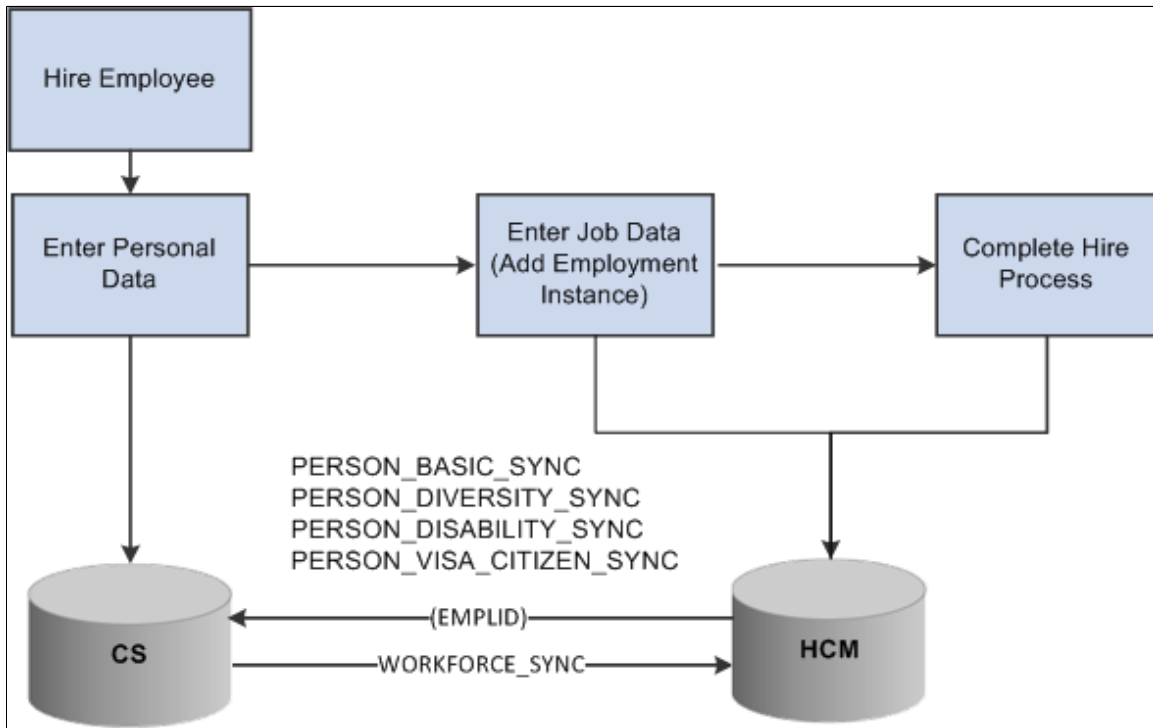 Hire Employee
Enter Personal
Data
Enter Job Data
(Add Employment
Instance)
Complete Hire
Process
PERSON_BASIC_SYNC
PERSON_DIVERSITY_SYNC
PERSON_DISABILITY_SYNC
PERSON_VISA_CITIZEN_SYNC
(EMPLID)
CS
HCM
WORKFORCE_SYNC